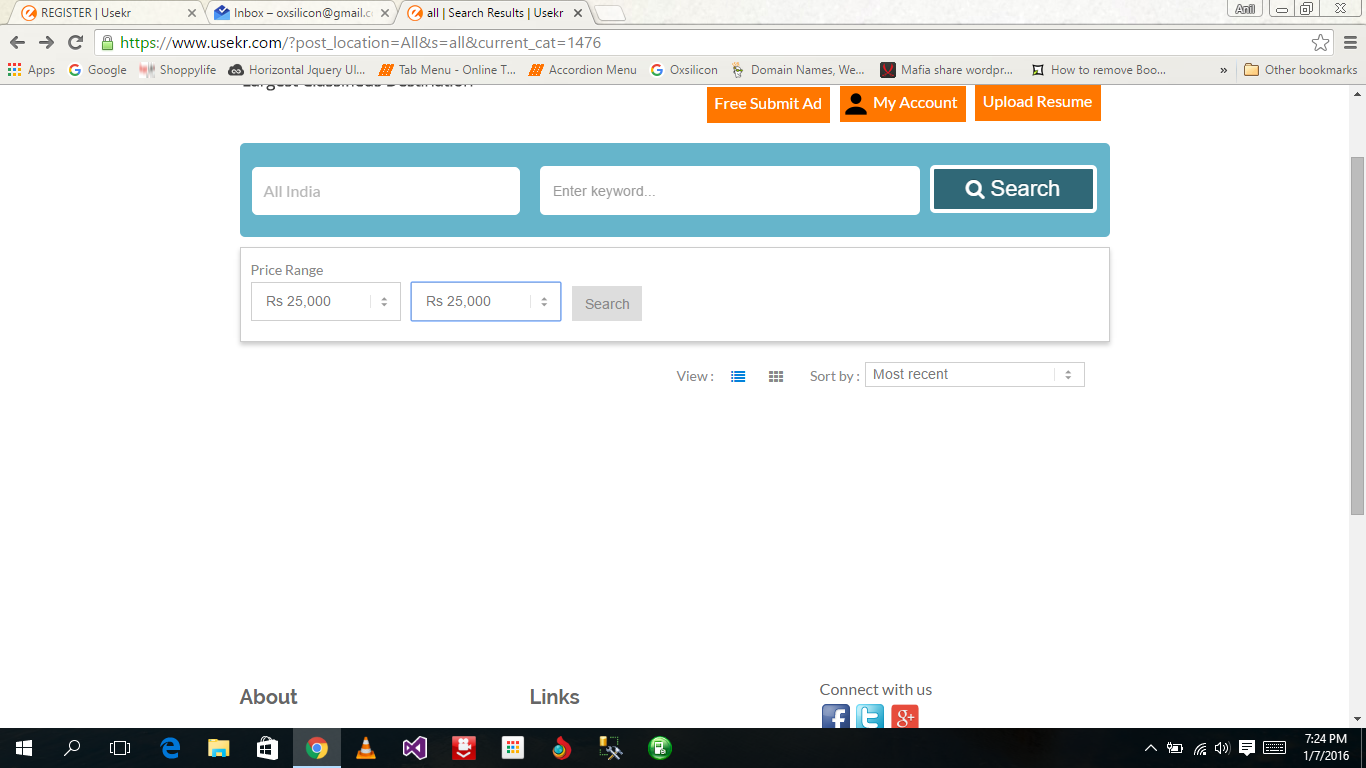 REGISTER | Usekr
Inbox – oxsilicon@gmail.c
all | Search Results | Usekr
Anil
https://www.usekr.com/?post_location=All&s=all&current_cat=1476
Apps
Google
Shoppylife
Horizontal Jquery UI...
Tab Menu - Online T...
Accordion Menu
Oxsilicon
Domain Names, We...
Mafia share wordpr...
How to remove Boo...
»
Other bookmarks
Largest Classifieds Destination
Free Submit Ad
My Account
Upload Resume
All India
Enter keyword...
Search
Price Range
Rs 25,000
Rs 25,000
Search
View :
Sort by :
Most recent
About
Links
Connect with us
7:24 PM
1/7/2016